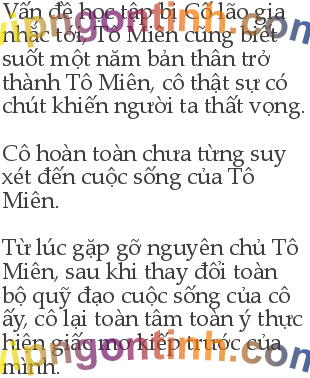 Vấn đề học tập bị Cố lão gia
nhắc tới, Tô Miên cũng biết
suốt một năm bản thân trở
thành Tô Miên, cô thật sự có
chút khiến người ta thất vọng.
Cô hoàn toàn chưa từng suy
xét đến cuộc sống của Tô
Miên.
Từ lúc gặp gỡ nguyên chủ Tô
Miên, sau khi thay đổi toàn
bộ quỹ đạo cuộc sống của cô
ấy, cô lại toàn tâm toàn ý thực
hiện giấc mơ kiếp trước của
mình.
vipngontinh.com
vipngontinh.com